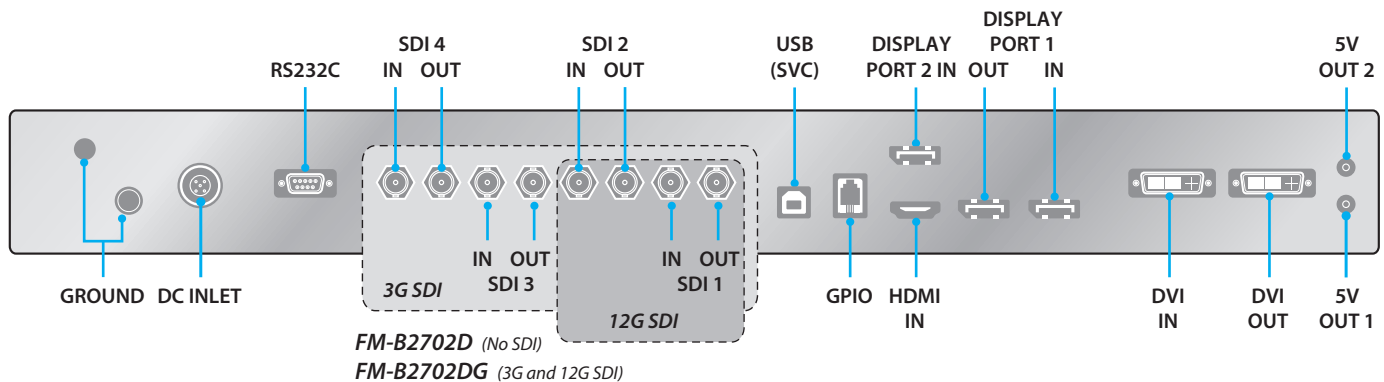 DISPLAY
SDI 4 SDI 2 USB DISPLAY PORT 1 5V
RS232C IN OUT IN OUT (SVC) PORT 2 IN OUT IN OUT 2
IN OUT IN OUT
GROUND DC INLET 3G SDI SDI 3 SDI 1 GPIO HDMI DVI DVI 5V
12G SDI IN IN OUT OUT 1
FM-B2702D (No SDI)
FM-B2702DG (3G and 12G SDI)